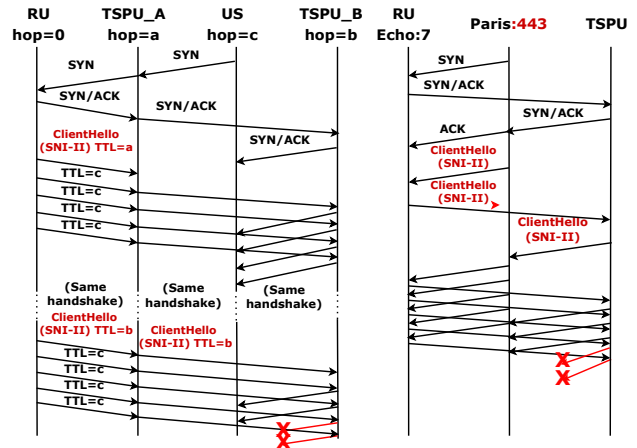 RU TSPU_A US TSPU_B
hop=0 hop=a hop=c hop=b
SYN SYN
SYN/ACK SYN/ACK
SYN/ACK
ClientHello
(SNI-II) TTL=a
TTL=c
TTL=c
TTL=c
TTL=c
(Same handshake) (Same handshake) (Same handshake)
ClientHello
(SNI-II) TTL=b
ClientHello
(SNI-II) TTL=b
TTL=c
TTL=c
TTL=c
TTL=c
X
X
RU Paris:443 TSPU
Echo:7
SYN
SYN/ACK
SYN/ACK
ACK
ClientHello
(SNI-II)
ClientHello
(SNI-II)
ClientHello
(SNI-II)
X
X